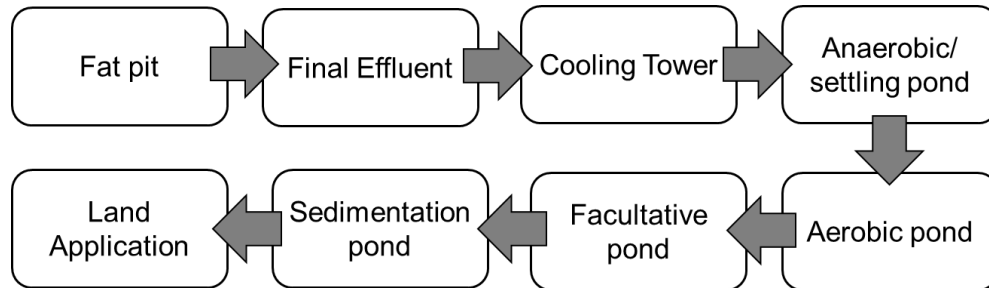 Fat pit
Final Effluent
Cooling Tower
Anaerobic/
settling pond
Aerobic pond
Facultative
pond
Sedimentation
pond
Land
Application